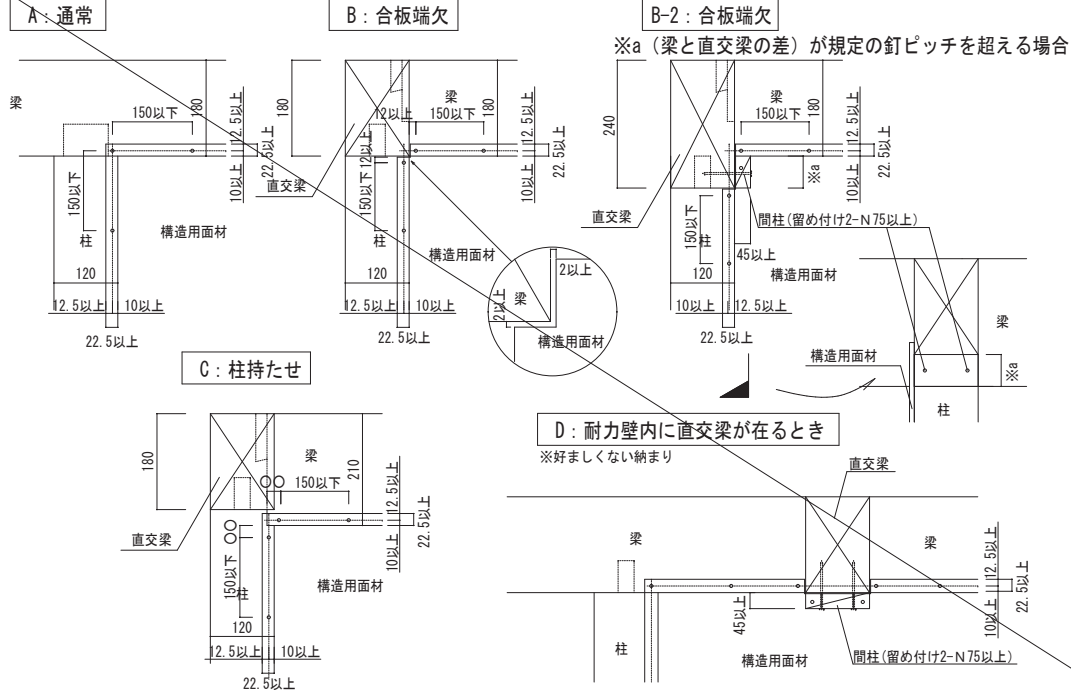 A：通常
梁
150以下
180
12.5以上
22.5以上
10以上
150以下
柱
構造用面材
120
12.5以上
10以上
22.5以上
B：合板端欠
180
12以上
梁
150以下
180
12.5以上
22.5以上
10以上
直交梁
12以上
150以下
柱
構造用面材
120
12.5以上
10以上
22.5以上
2以上
梁
2以上
構造用面材
B-2：合板端欠
※a（梁と直交梁の差）が規定の釘ピッチを超える場合
240
梁
150以下
180
12.5以上
22.5以上
10以上
※a
直交梁
間柱(留め付け2-N75以上)
150以下
柱
45以上
構造用面材
120
10以上
12.5以上
22.5以上
梁
構造用面材
※a
柱
C：柱持たせ
180
梁
○○
150以下
210
12.5以上
22.5以上
10以上
直交梁
○○
150以下
柱
構造用面材
120
12.5以上
10以上
22.5以上
D：耐力壁内に直交梁が在るとき
※好ましくない納まり
直交梁
梁
梁
12.5以上
22.5以上
10以上
45以上
柱
構造用面材
間柱(留め付け2-N75以上)